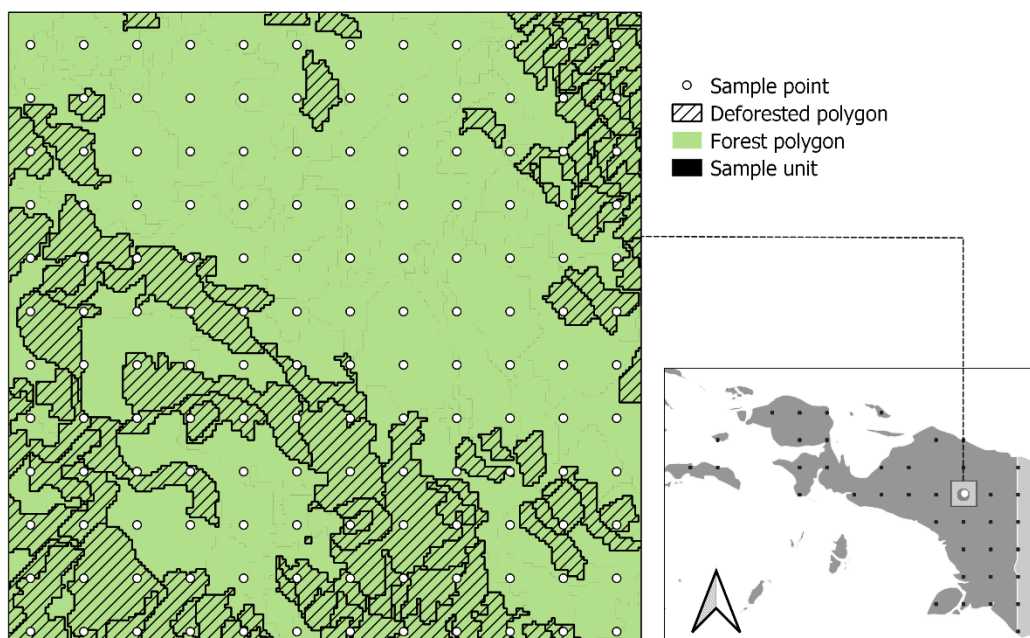 Sample point
Deforested polygon
Forest polygon
Sample unit